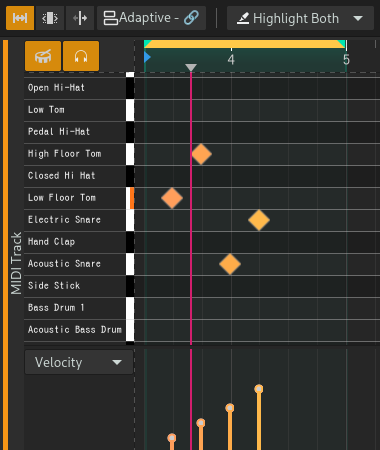 Adaptive -
Highlight Both
4
5
Open Hi-Hat
Low Tom
Pedal Hi-Hat
High Floor Tom
Closed Hi Hat
Low Floor Tom
Electric Snare
Hand Clap
Acoustic Snare
Side Stick
Bass Drum 1
Acoustic Bass Drum
MIDI Track
Velocity